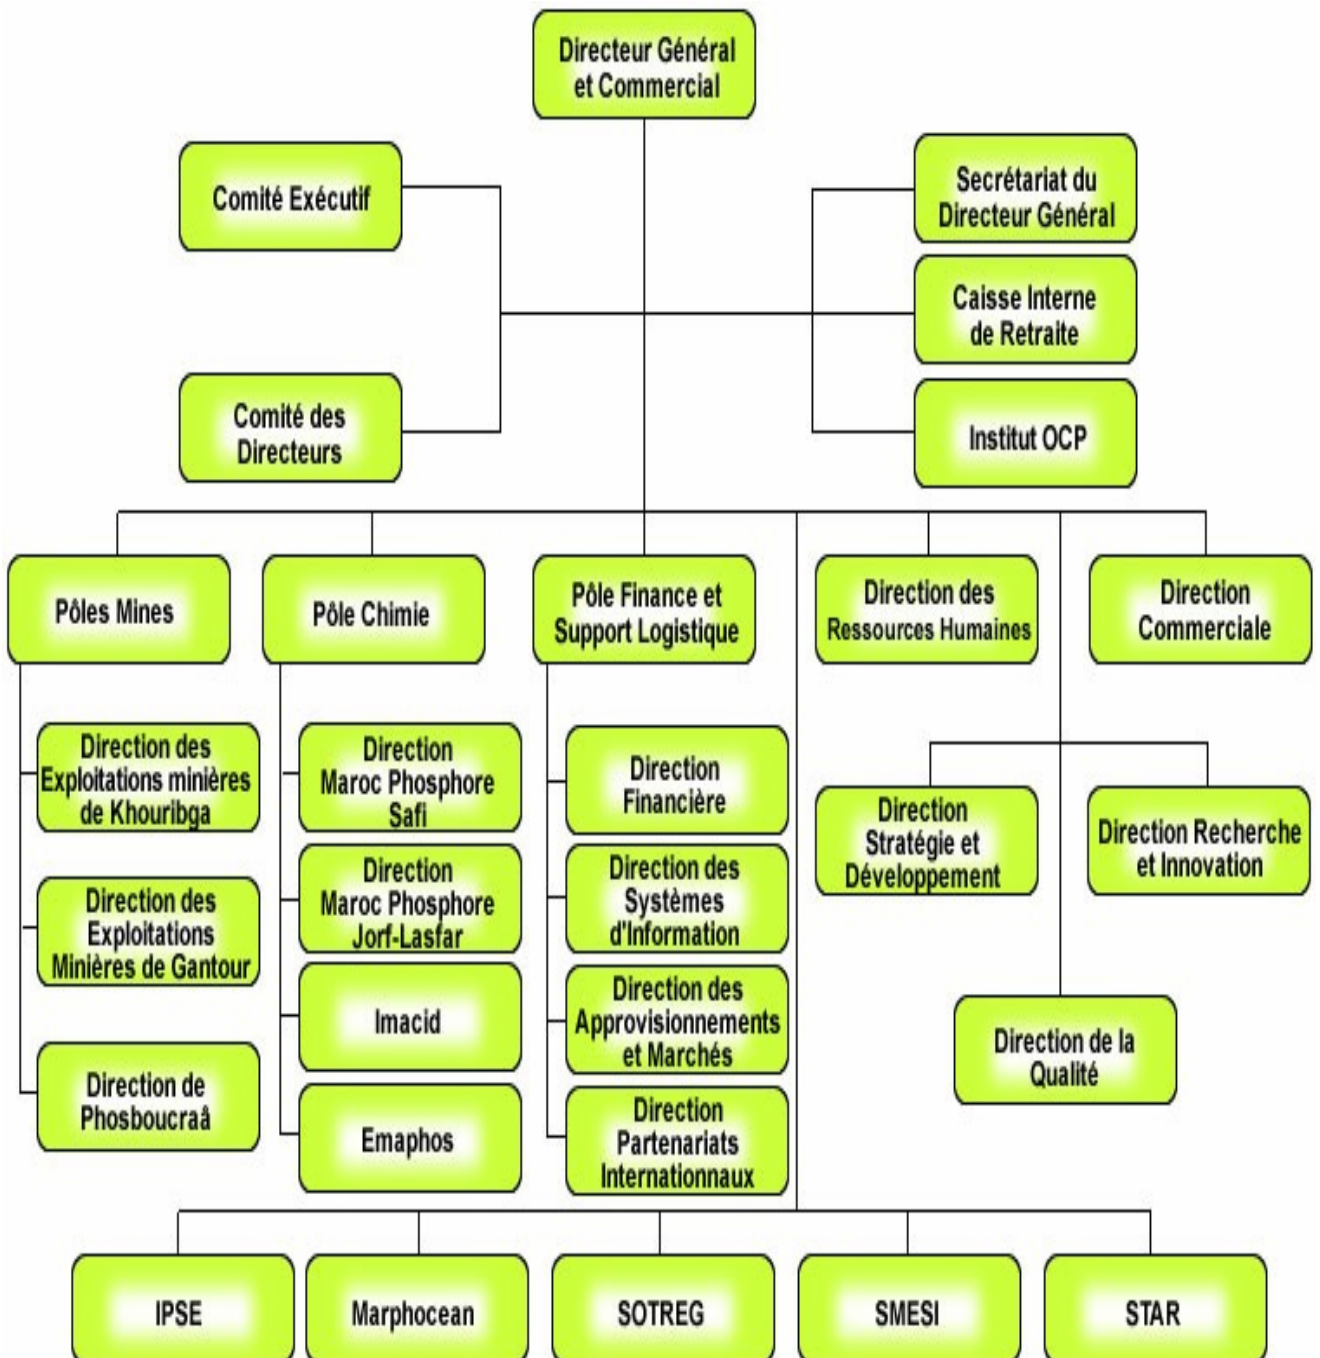 Directeur Général
et Commercial
Comité Exécutif
Secrétariat du
Directeur Général
Caisse Interne
de Retraite
Comité des
Directeurs
Institut OCP
Pôles Mines
Pôle Chimie
Pôle Finance et
Support Logistique
Direction des
Ressources Humaines
Direction
Commerciale
Direction des
Exploitations minières
de Khouribga
Direction des
Exploitations
Minières de Gantour
Direction de
Phosboucraâ
Direction
Maroc Phosphore
Safi
Direction
Maroc Phosphore
Jorf-Lasfar
Imacid
Emaphos
Direction
Financière
Direction des
Systèmes
d'Information
Direction des
Approvisionnements
et Marchés
Direction
Partenariats
Internationnaux
Direction
Stratégie et
Développement
Direction Recherche
et Innovation
Direction de la
Qualité
IPSE
Marphocean
SOTREG
SMESI
STAR